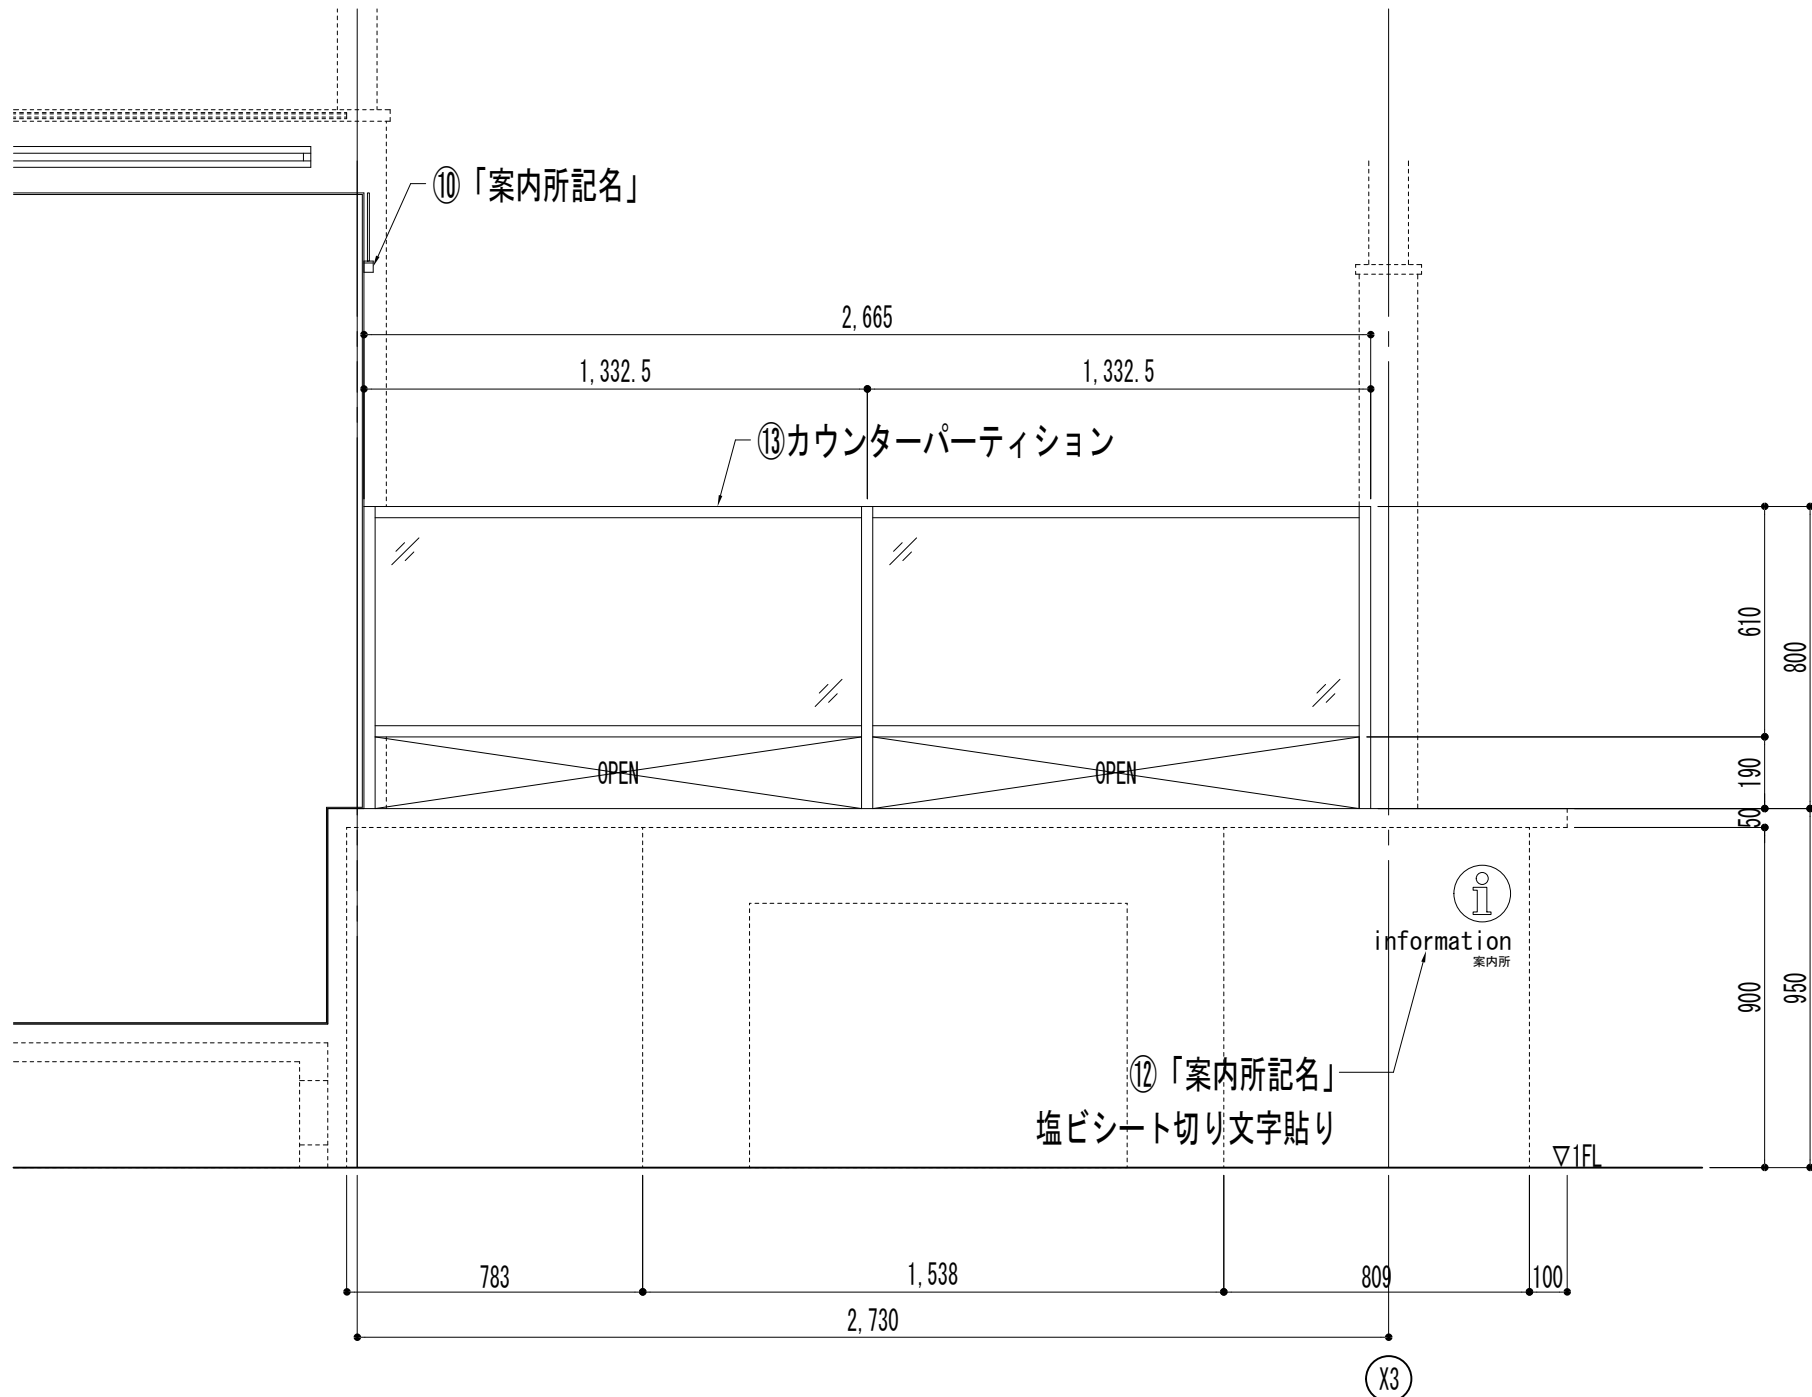 ⑩「案内所記名」
2,665
1,332.5
1,332.5
⑬カウンターパーティション
610
800
OPEN
OPEN
190
50
information
案内所
900
950
⑫「案内所記名」
塩ビシート切り文字貼り
▽1FL
783
1,538
809
100
2,730
X3